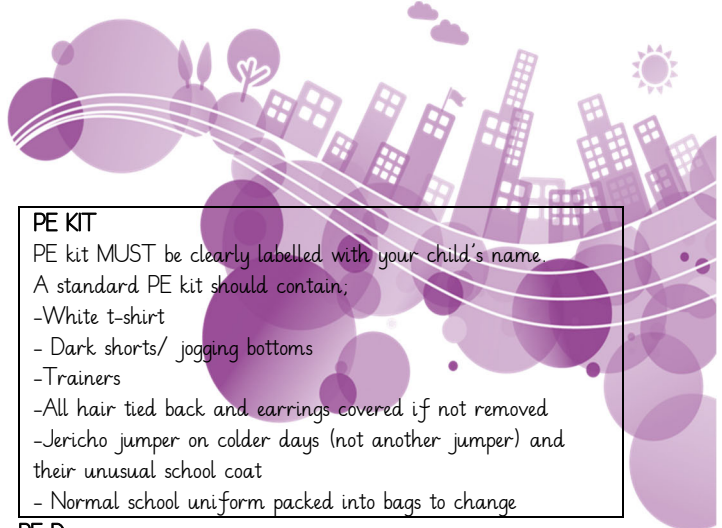 PE KIT
PE kit MUST be clearly labelled with your child's name.
A standard PE kit should contain;
-White t-shirt
- Dark shorts/ jogging bottoms
-Trainers
-All hair tied back and earrings covered if not removed
-Jericho jumper on colder days (not another jumper) and
their unusual school coat
- Normal school uniform packed into bags to change